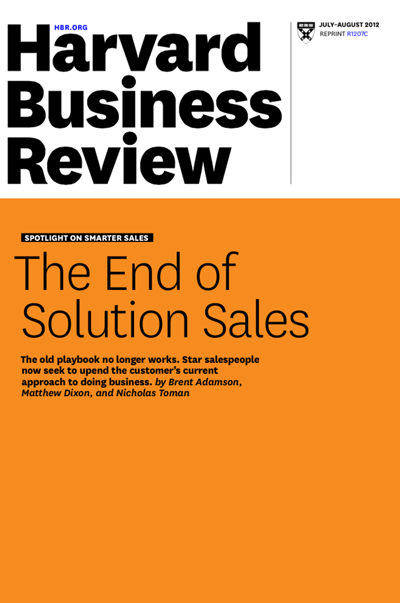 HBR.ORG
Harvard
Business
Review
JULY–AUGUST 2012
REPRINT R1207C
SPOTLIGHT ON SMARTER SALES
The End of
Solution Sales
The old playbook no longer works. Star salespeople
now seek to upend the customer’s current
approach to doing business. by Brent Adamson,
Matthew Dixon, and Nicholas Toman